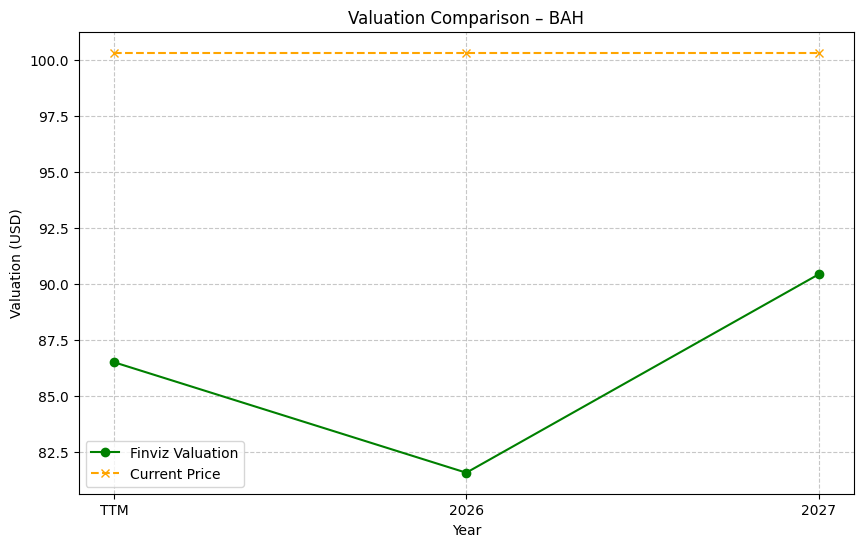 Valuation Comparison – BAH
Valuation (USD)
100.0
97.5
95.0
92.5
90.0
87.5
85.0
82.5
Finviz Valuation
Current Price
TTM
2026
2027
Year